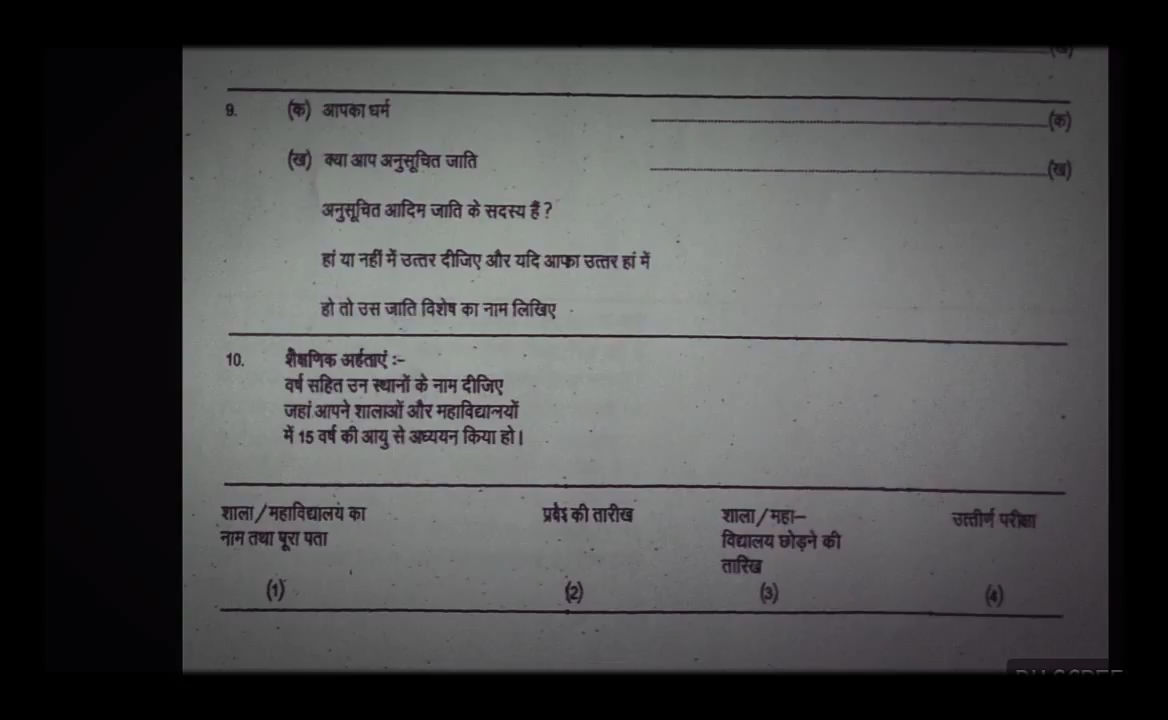 (ख)
9. (क) आपका धर्म (क)
(ख) क्या आप अनुसूचित जाति (ख)
अनुसूचित आदिम जाति के सदस्य हैं ?
हां या नहीं में उत्तर दीजिए और यदि आपका उत्तर हां में
हो तो उस जाति विशेष का नाम लिखिए
10. शैक्षणिक अर्हताएं :-
वर्ष सहित उन स्थानों के नाम दीजिए
जहां आपने शालाओं और महाविद्यालयों
में 15 वर्ष की आयु से अध्ययन किया हो।
शाला/महाविद्यालय का प्रवेश की तारीख शाला/महा– उत्तीर्ण परीक्षा
नाम तथा पूरा पता विद्यालय छोड़ने की
तारिख
(1) (2) (3) (4)